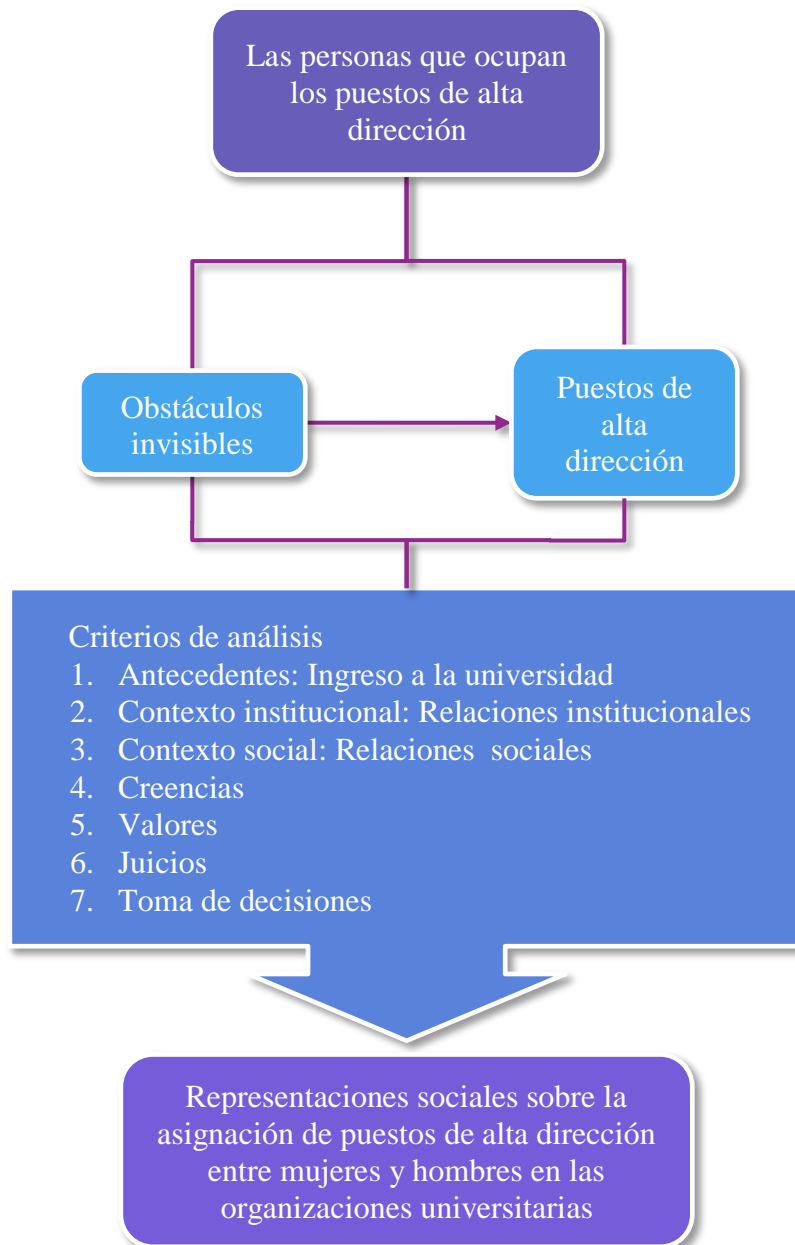 Las personas que ocupan
los puestos de alta
dirección
Obstáculos
invisibles
Puestos de
alta
dirección
Criterios de análisis
1. Antecedentes: Ingreso a la universidad
2. Contexto institucional: Relaciones institucionales
3. Contexto social: Relaciones sociales
4. Creencias
5. Valores
6. Juicios
7. Toma de decisiones
Representaciones sociales sobre la
asignación de puestos de alta dirección
entre mujeres y hombres en las
organizaciones universitarias